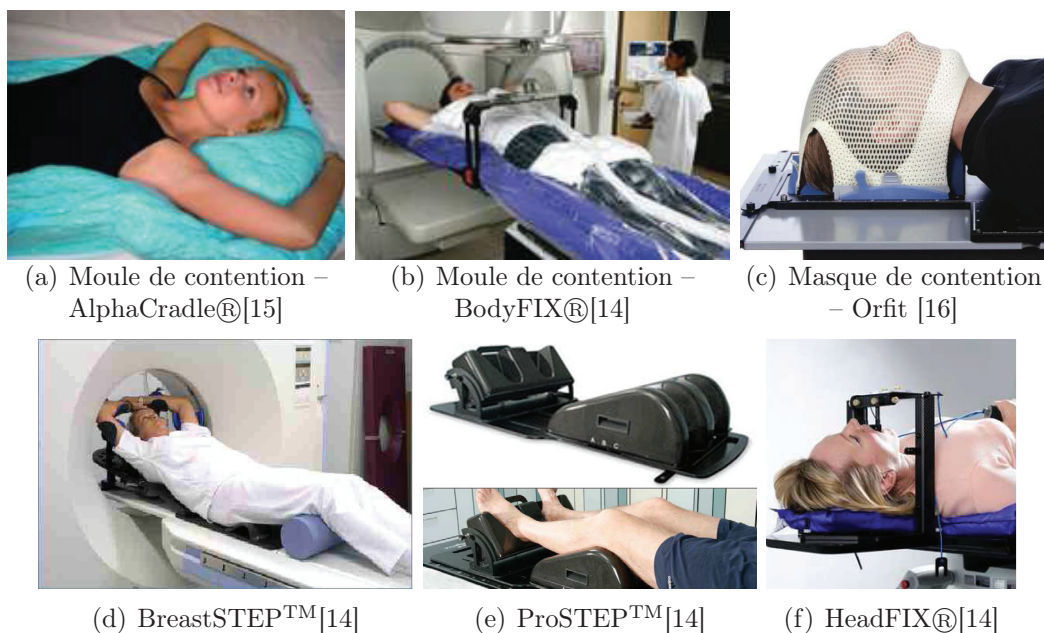 (a) Moule de contention –
AlphaCradle®[15]
(b) Moule de contention –
BodyFIX®[14]
(c) Masque de contention
– Orfit [16]
A B C
(d) BreastSTEP™[14]
(e) ProSTEP™[14]
(f) HeadFIX®[14]